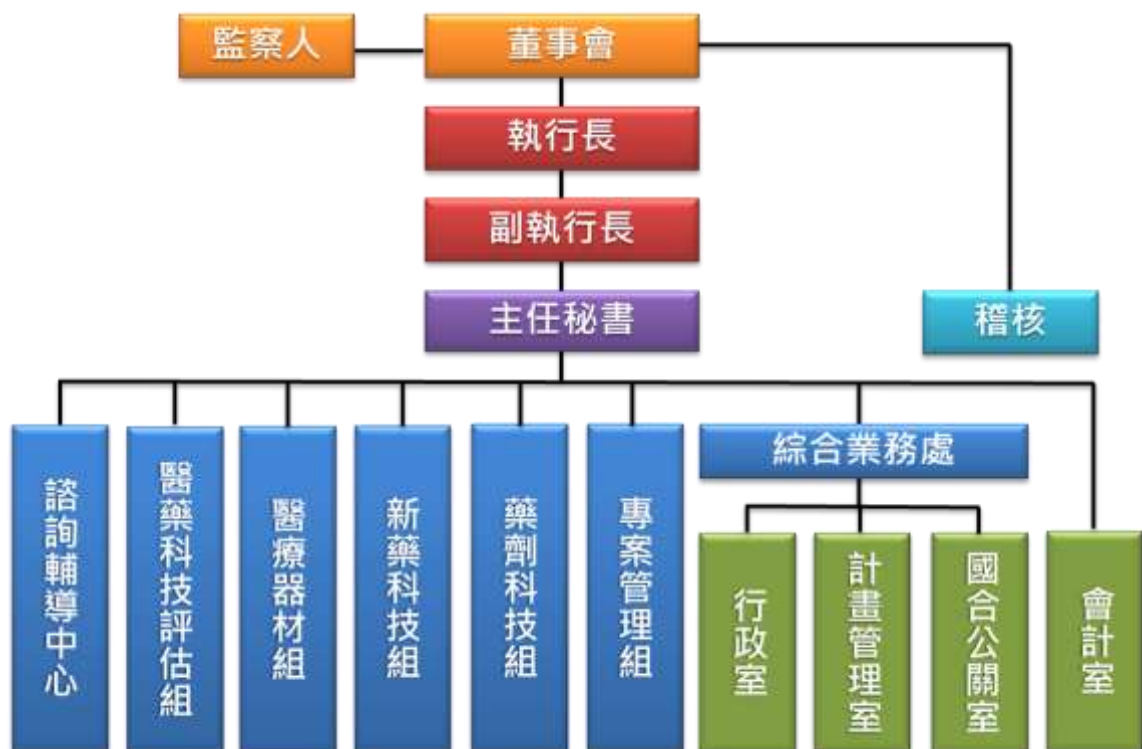 監察人
董事會
執行長
副執行長
主任秘書
稽核
諮詢輔導中心
醫藥科技評估組
醫療器材組
新藥科技組
藥劑科技組
專案管理組
綜合業務處
行政室
計畫管理室
國合公關室
會計室